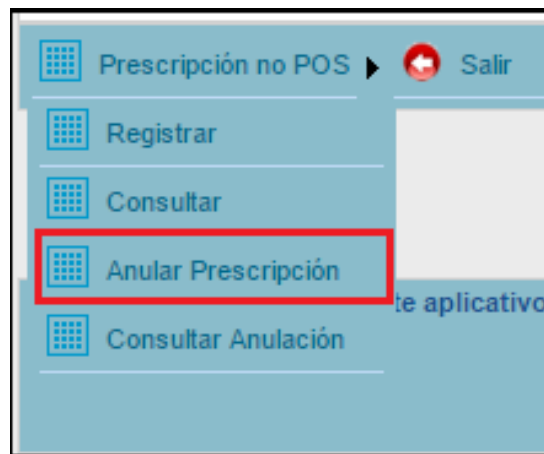 Prescripción no POS Salir
Registrar
Consultar
Anular Prescripción
te aplicativo
Consultar Anulación